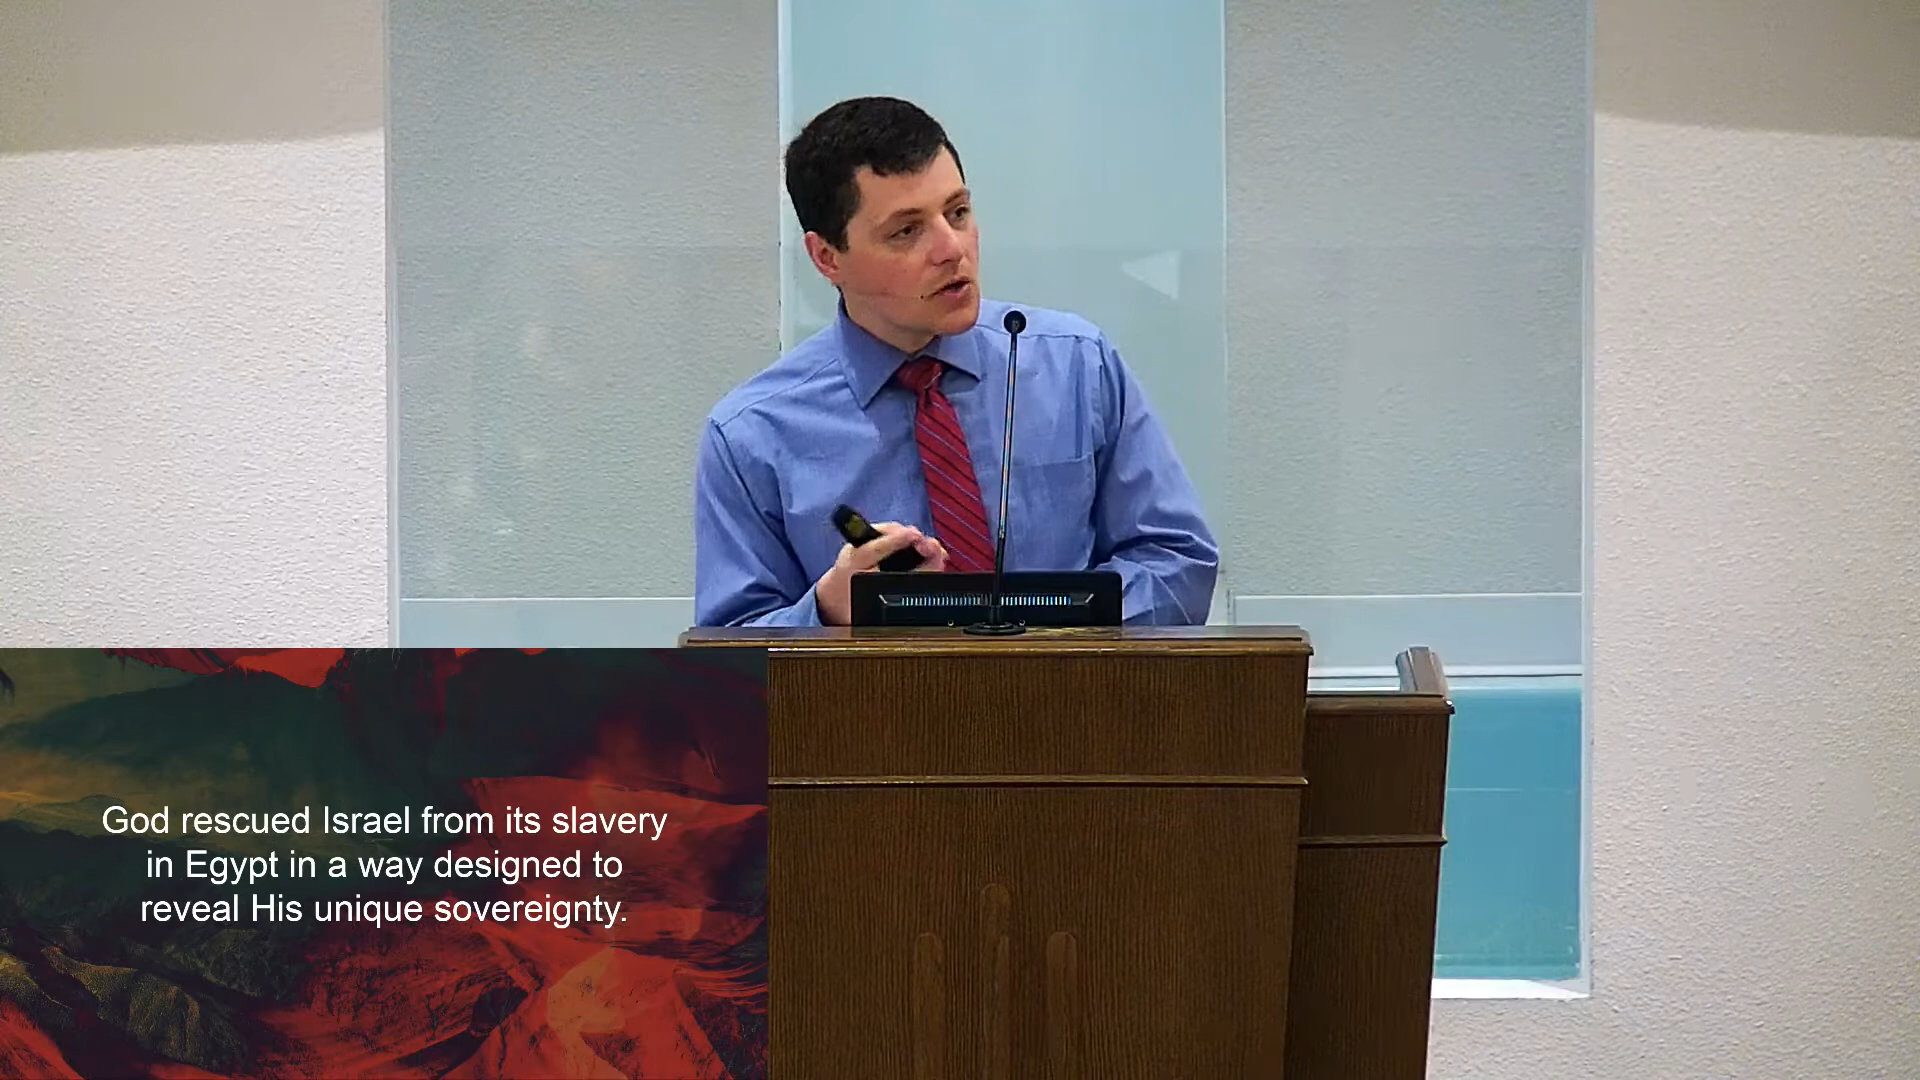 God rescued Israel from its slavery
in Egypt in a way designed to
reveal His unique sovereignty.